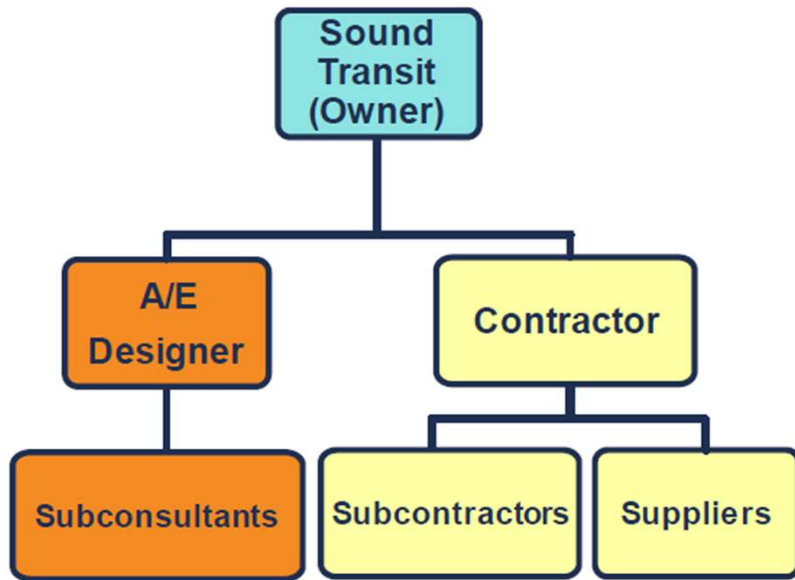 Sound
Transit
(Owner)
A/E
Designer
Contractor
Subconsultants
Subcontractors
Suppliers